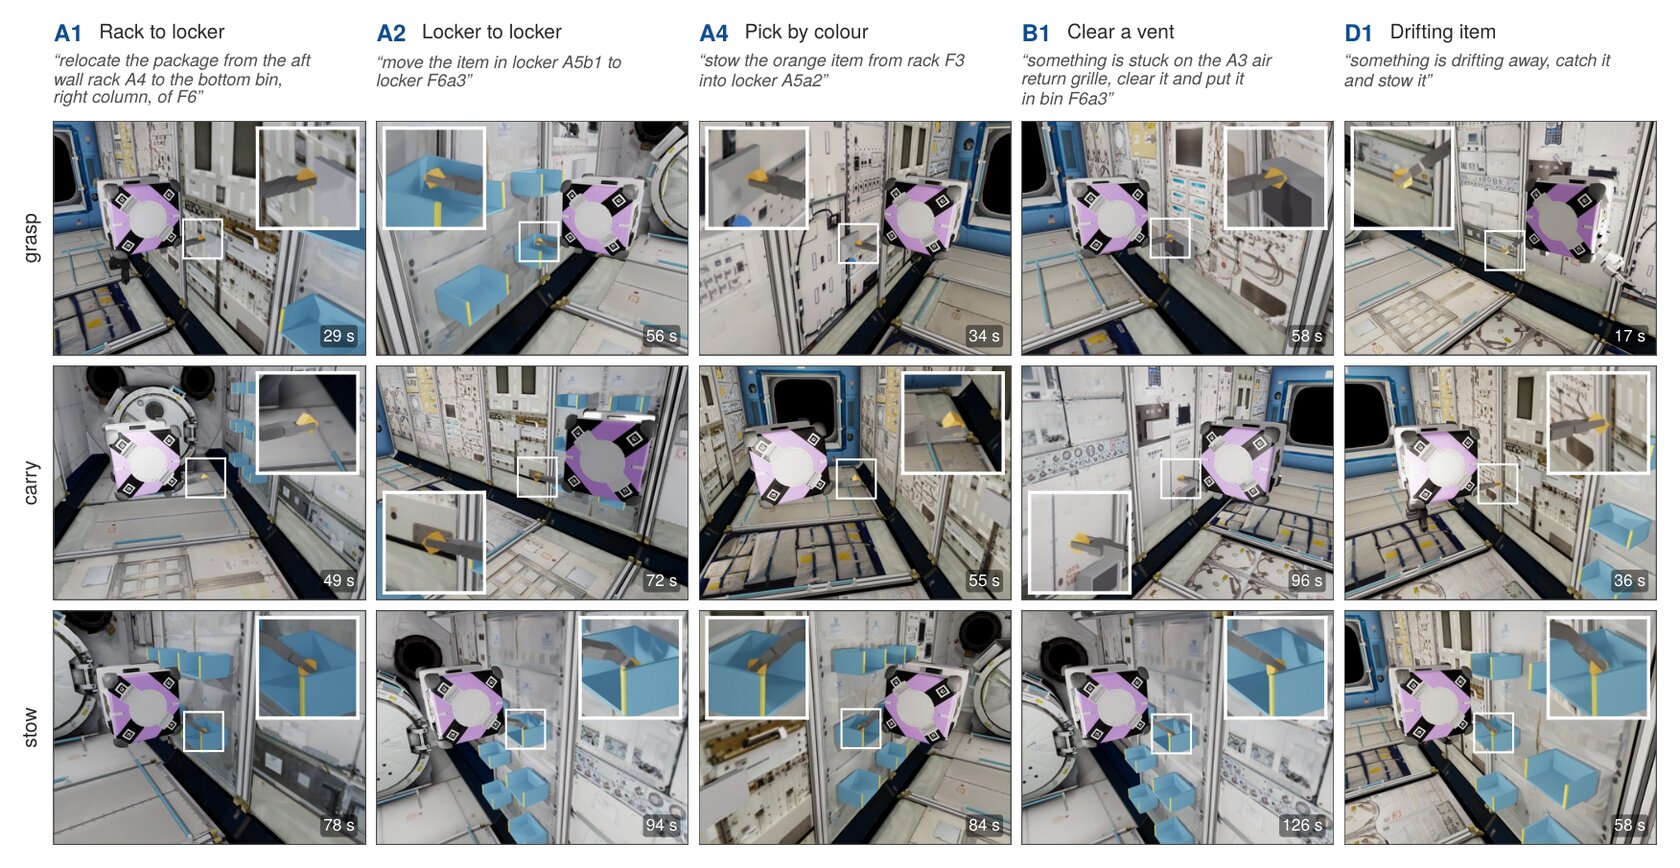 A1 Rack to locker
“relocate the package from the aft
wall rack A4 to the bottom bin,
right column, of F6”
A2 Locker to locker
“move the item in locker A5b1 to
locker F6a3”
A4 Pick by colour
“stow the orange item from rack F3
into locker A5a2”
B1 Clear a vent
“something is stuck on the A3 air
return grille, clear it and put it
in bin F6a3”
D1 Drifting item
“something is drifting away, catch it
and stow it”
grasp
29 s
56 s
34 s
58 s
17 s
carry
49 s
72 s
55 s
96 s
36 s
stow
78 s
94 s
84 s
126 s
58 s